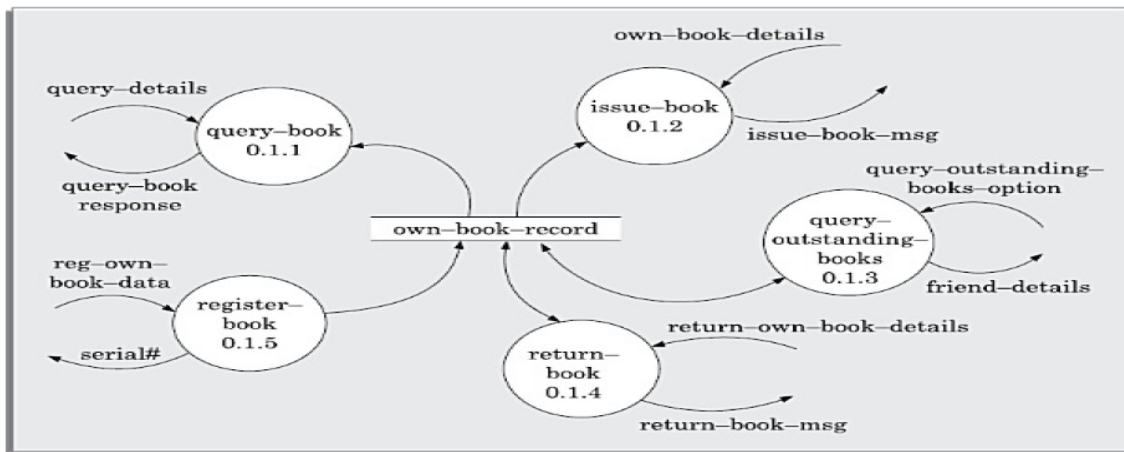 own–book–details
query–details
query–book
0.1.1
issue–book
0.1.2
issue–book–msg
query–book
response
query–outstanding–
books–option
own–book–record
query–
outstanding–
books
0.1.3
friend–details
reg–own–
book–data
register–
book
0.1.5
serial#
return–own–book–details
return–
book
0.1.4
return–book–msg